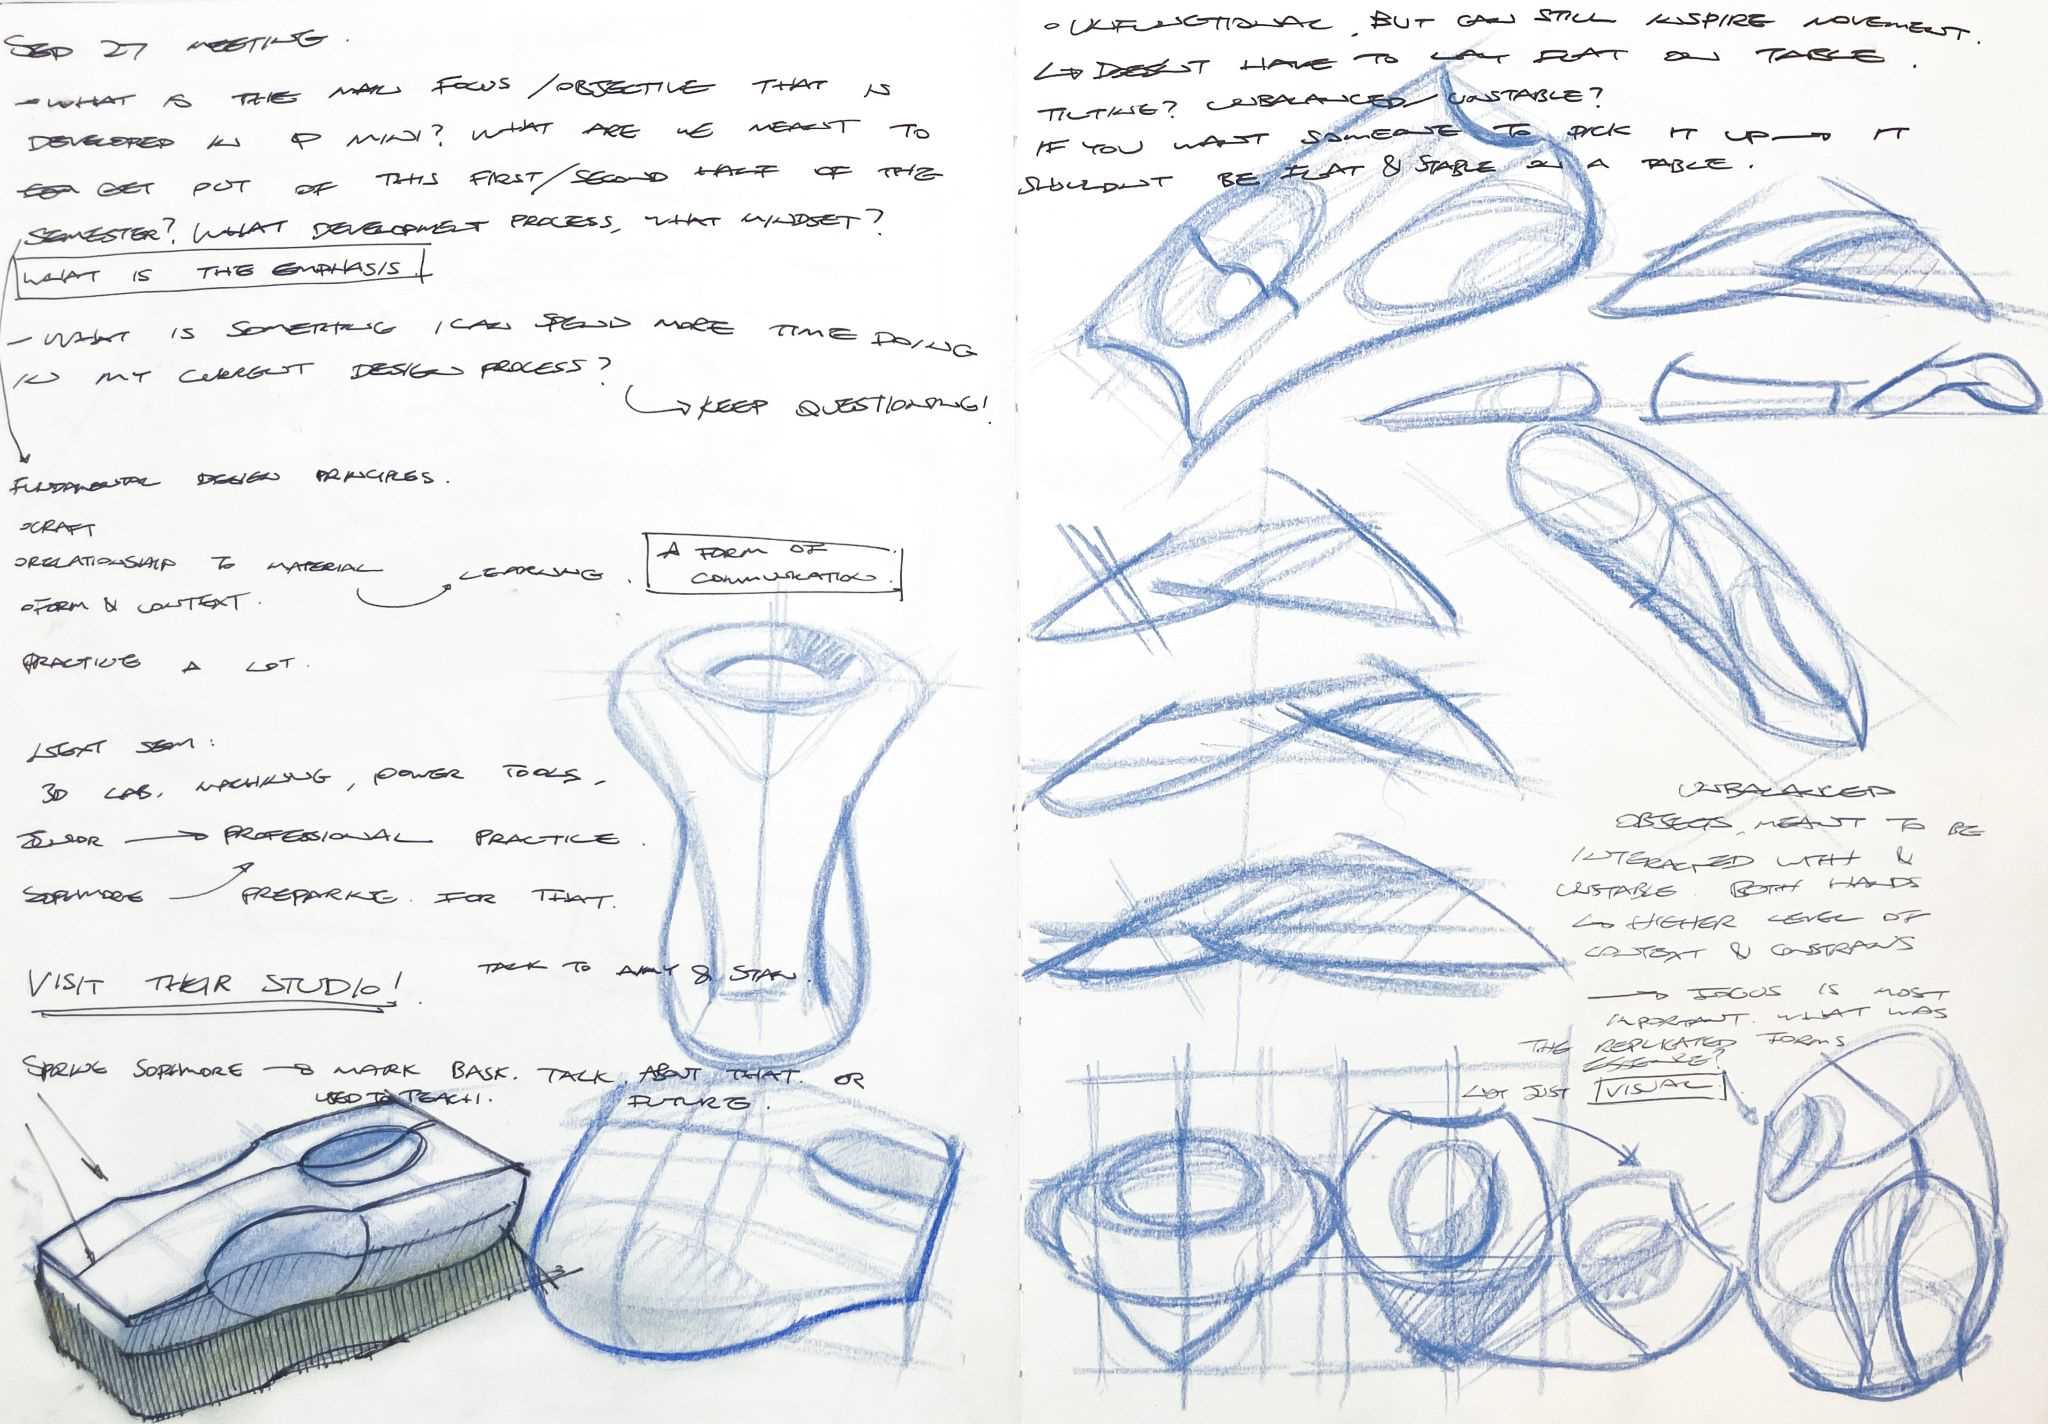 SEP 27 MEETING.
- WHAT IS THE MAIN FOCUS/OBJECTIVE THAT IS
DEVELOPED IN MINI? WHAT ARE WE MEANT TO
GET OUT OF THIS FIRST/SECOND HALF OF THE
SEMESTER? WHAT DEVELOPMENT PROCESS, WHAT MINDSET?
WHAT IS THE EMPHASIS.
- WHAT IS SOMETHING I CAN SPEND MORE TIME DOING
IN MY CURRENT DESIGN PROCESS?
→ KEEP QUESTIONING!
FUNDAMENTAL DESIGN PRINCIPLES.
○ CRAFT
○ RELATIONSHIP TO MATERIAL → LEARNING.
○ FORM & CONTEXT.
A FORM OF
COMMUNICATION.
PRACTICE A LOT.
NEXT SEM:
3D LAB, MACHINING, POWER TOOLS,
JUNIOR → PROFESSIONAL PRACTICE.
SOPHMORE → PREPARING FOR THAT.
VISIT THEIR STUDIO!
TALK TO & STAN.
SPRING SOPHMORE → MARK BASK. TALK ABOUT THAT. OR
USED TO TEACH.
FUTURE.
○ UNFUNCTIONAL, BUT CAN STILL INSPIRE MOVEMENT.
↳ DOESNT HAVE TO LAY FLAT ON TABLE.
TILTING? UNBALANCED/UNSTABLE?
IF YOU WANT SOMEONE TO PICK IT UP → IT
SHOULDNT BE FLAT & STABLE ON A TABLE.
UNBALANCED
OBJECTS, MEANT TO BE
INTERACTED WITH &
UNSTABLE. BOTH HANDS
↳ HIGHER LEVEL OF
CONTEXT & CONSTRAINS
→ FOCUS IS MOST
IMPORTANT. WHAT WAS
THE REPLICATED FORMS
ESSENCE?
NOT JUST VISUAL.